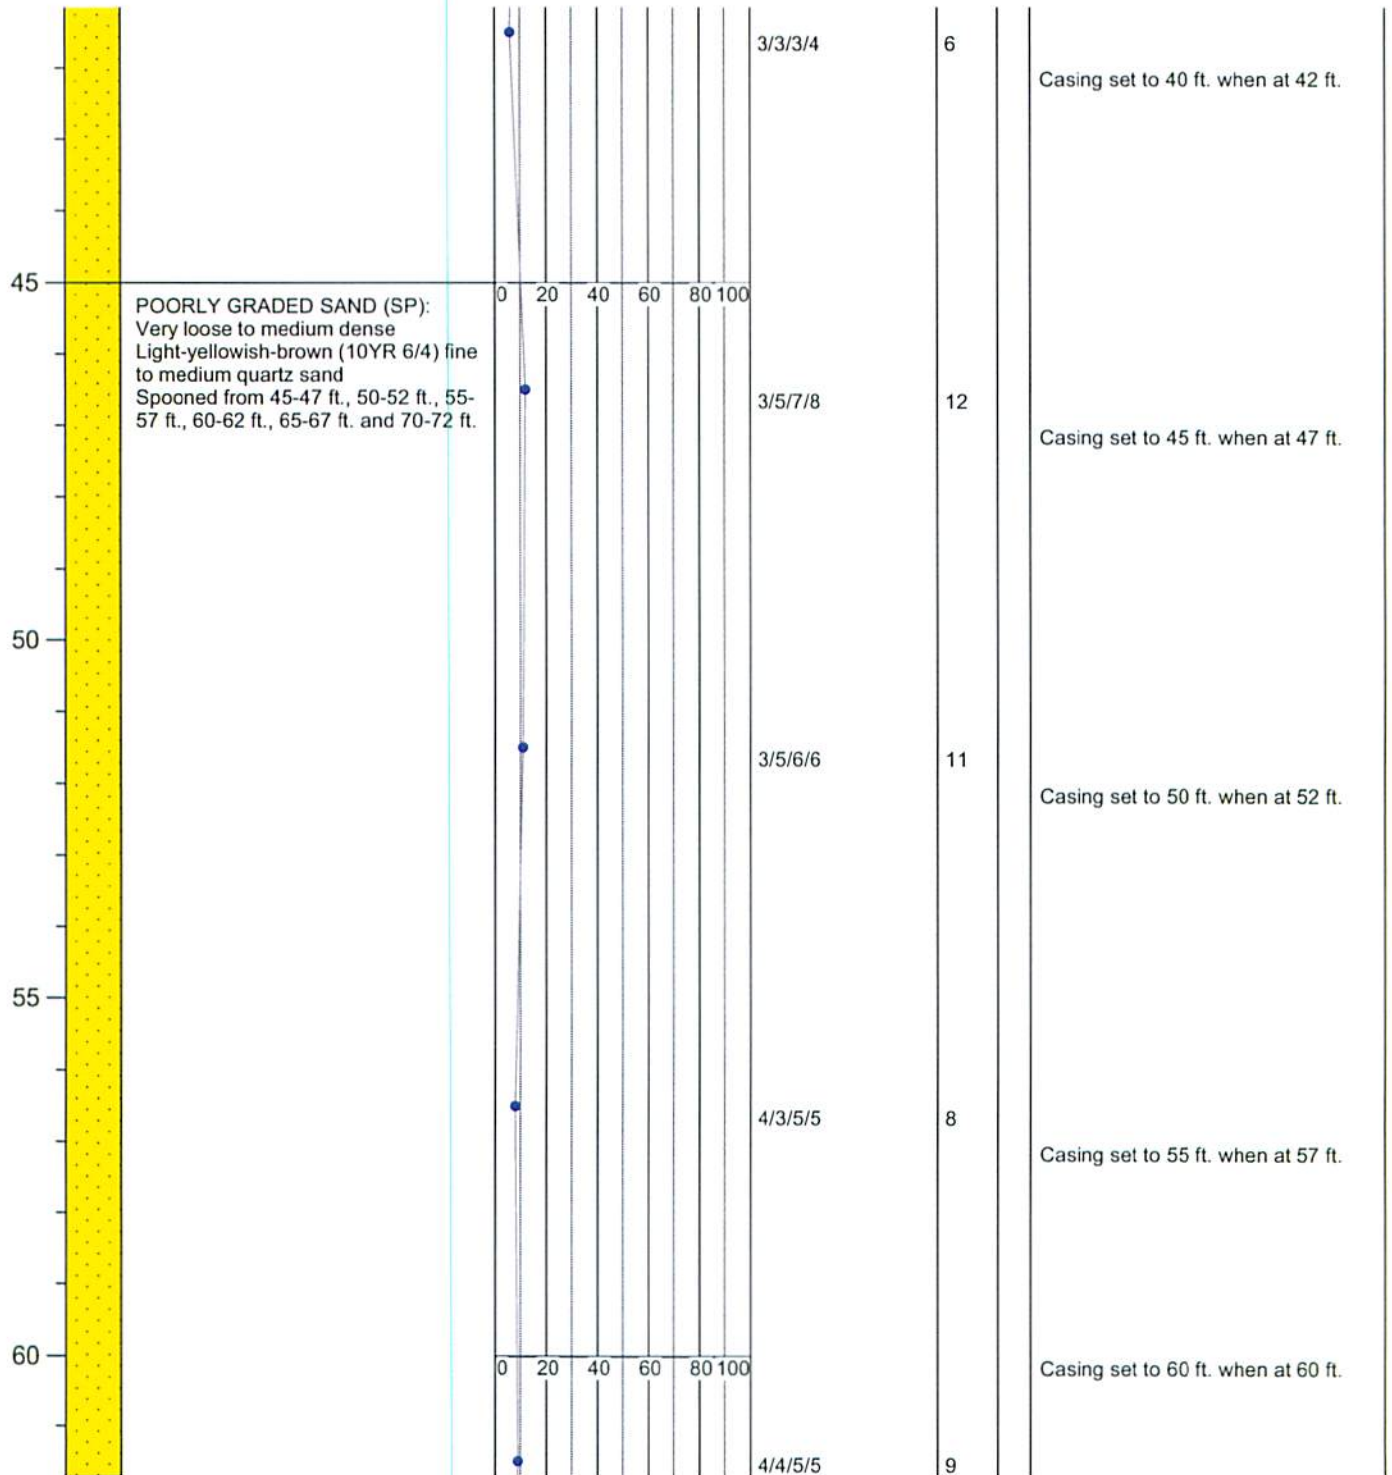 3/3/3/4 6
Casing set to 40 ft. when at 42 ft.
45
0 20 40 60 80 100
POORLY GRADED SAND (SP):
Very loose to medium dense
Light-yellowish-brown (10YR 6/4) fine
to medium quartz sand
Spooned from 45-47 ft., 50-52 ft., 55-
57 ft., 60-62 ft., 65-67 ft. and 70-72 ft.
3/5/7/8 12
Casing set to 45 ft. when at 47 ft.
50
3/5/6/6 11
Casing set to 50 ft. when at 52 ft.
55
4/3/5/5 8
Casing set to 55 ft. when at 57 ft.
60
0 20 40 60 80 100
Casing set to 60 ft. when at 60 ft.
4/4/5/5 9